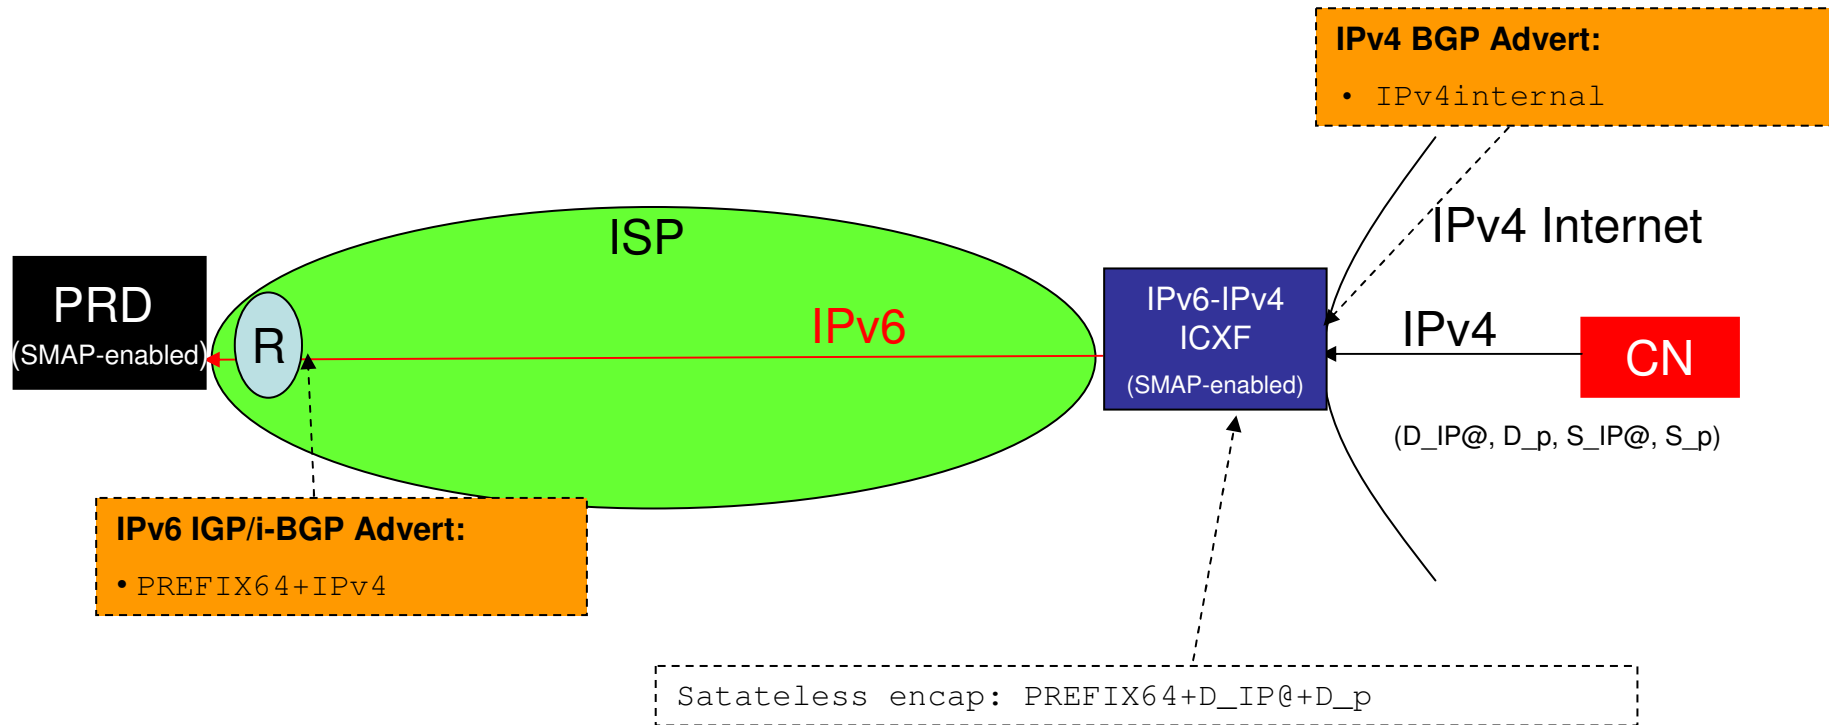 IPv4 BGP Advert:
• IPv4internal
ISP
IPv4 Internet
PRD
(SMAP-enabled)
R
IPv6
IPv6-IPv4
ICXF
(SMAP-enabled)
IPv4
CN
(D_IP@, D_p, S_IP@, S_p)
IPv6 IGP/i-BGP Advert:
• PREFIX64+IPv4
Satateless encap: PREFIX64+D_IP@+D_p